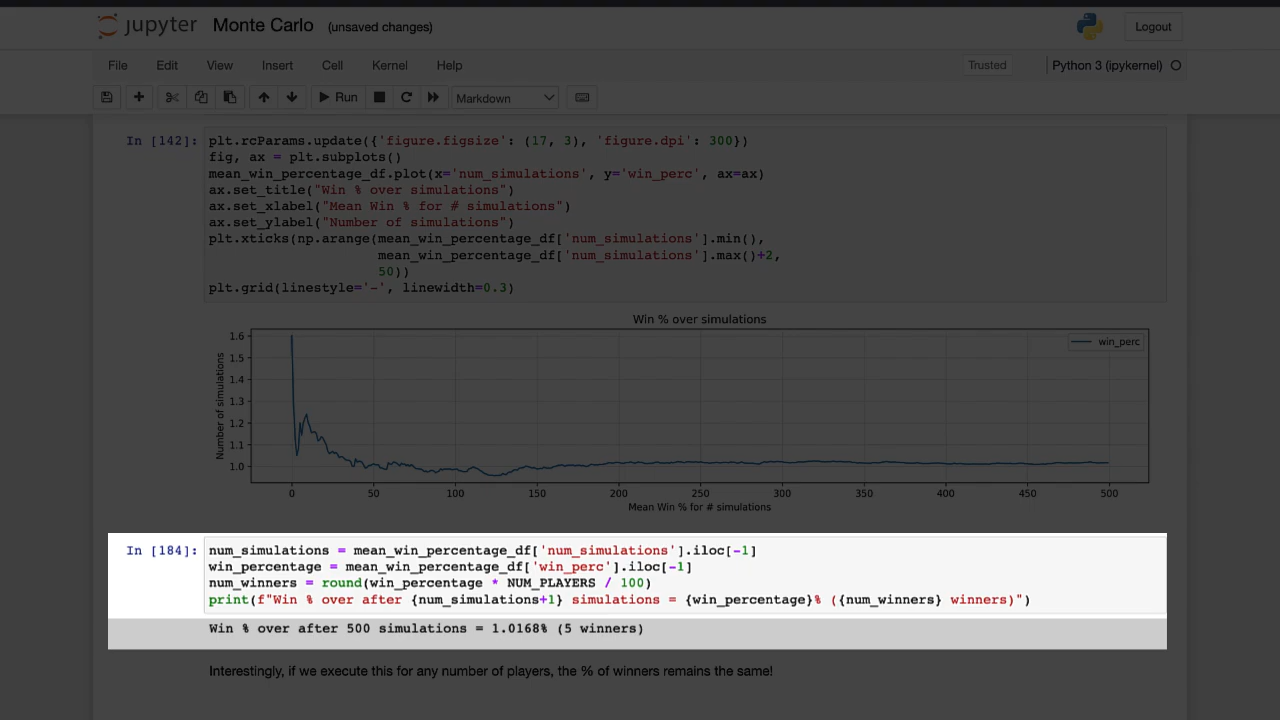 jupyter Monte Carlo (unsaved changes) Logout
File Edit View Insert Cell Kernel Help Trusted Python 3 (ipykernel)
Run Markdown
In [142]: plt.rcParams.update({'figure.figsize': (17, 3), 'figure.dpi': 300})
fig, ax = plt.subplots()
mean_win_percentage_df.plot(x='num_simulations', y='win_perc', ax=ax)
ax.set_title("Win % over simulations")
ax.set_xlabel("Mean Win % for # simulations")
ax.set_ylabel("Number of simulations")
plt.xticks(np.arange(mean_win_percentage_df['num_simulations'].min(),
mean_win_percentage_df['num_simulations'].max()+2,
50))
plt.grid(linestyle='-', linewidth=0.3)
Win % over simulations
win_perc
Number of simulations
1.6
1.5
1.4
1.3
1.2
1.1
1.0
0 50 100 150 200 250 300 350 400 450 500
Mean Win % for # simulations
In [184]: num_simulations = mean_win_percentage_df['num_simulations'].iloc[-1]
win_percentage = mean_win_percentage_df['win_perc'].iloc[-1]
num_winners = round(win_percentage * NUM_PLAYERS / 100)
print(f"Win % over after {num_simulations+1} simulations = {win_percentage}% ({num_winners} winners)")
Win % over after 500 simulations = 1.0168% (5 winners)
Interestingly, if we execute this for any number of players, the % of winners remains the same!